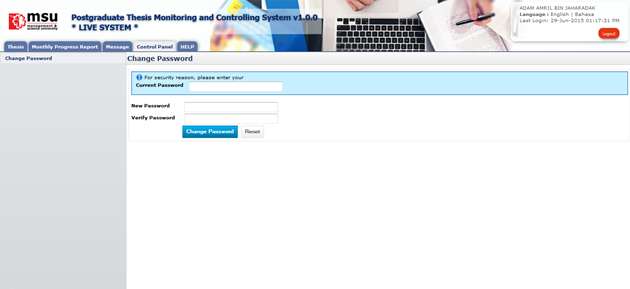 msu
management & science university
Postgraduate Thesis Monitoring and Controlling System v1.0.0
* LIVE SYSTEM *
ADAM AMRIL BIN JAHARADAK
Language : English | Bahasa
Last Login: 29-Jun-2015 01:17:31 PM
Logout
Thesis
Monthly Progress Report
Message
Control Panel
HELP
Change Password
Change Password
For security reason, please enter your
Current Password
New Password
Verify Password
Change Password
Reset